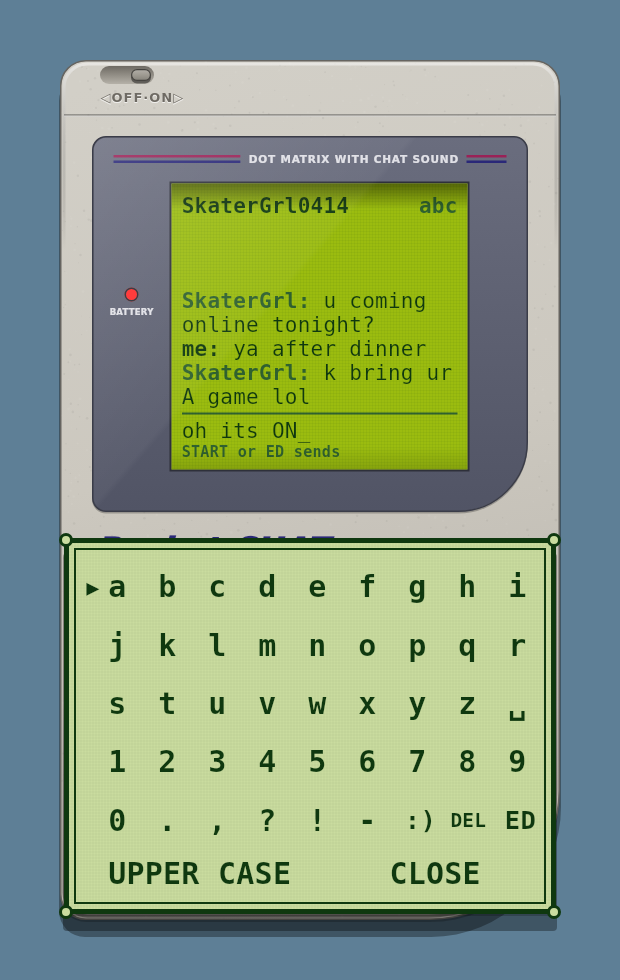 ◁OFF·ON▷
DOT MATRIX WITH CHAT SOUND
SkaterGrl0414 abc
BATTERY
SkaterGrl: u coming
online tonight?
me: ya after dinner
SkaterGrl: k bring ur
A game lol
oh its ON_
START or ED sends
▶a b c d e f g h i
j k l m n o p q r
s t u v w x y z ␣
1 2 3 4 5 6 7 8 9
0 . , ? ! - :) DEL ED
UPPER CASE CLOSE